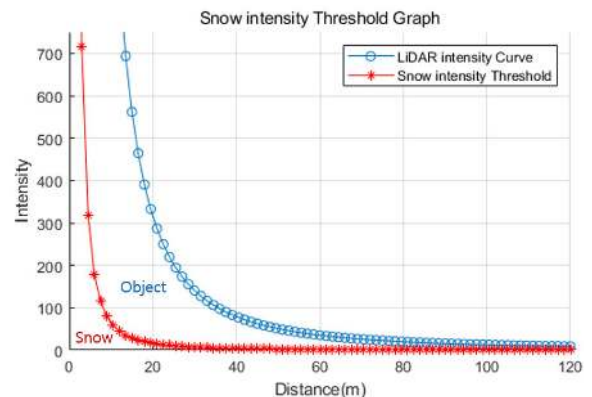 Snow intensity Threshold Graph
LiDAR intensity Curve
Snow intensity Threshold
700
600
500
400
300
200
100
0
Intensity
Object
Snow
0 20 40 60 80 100 120
Distance(m)